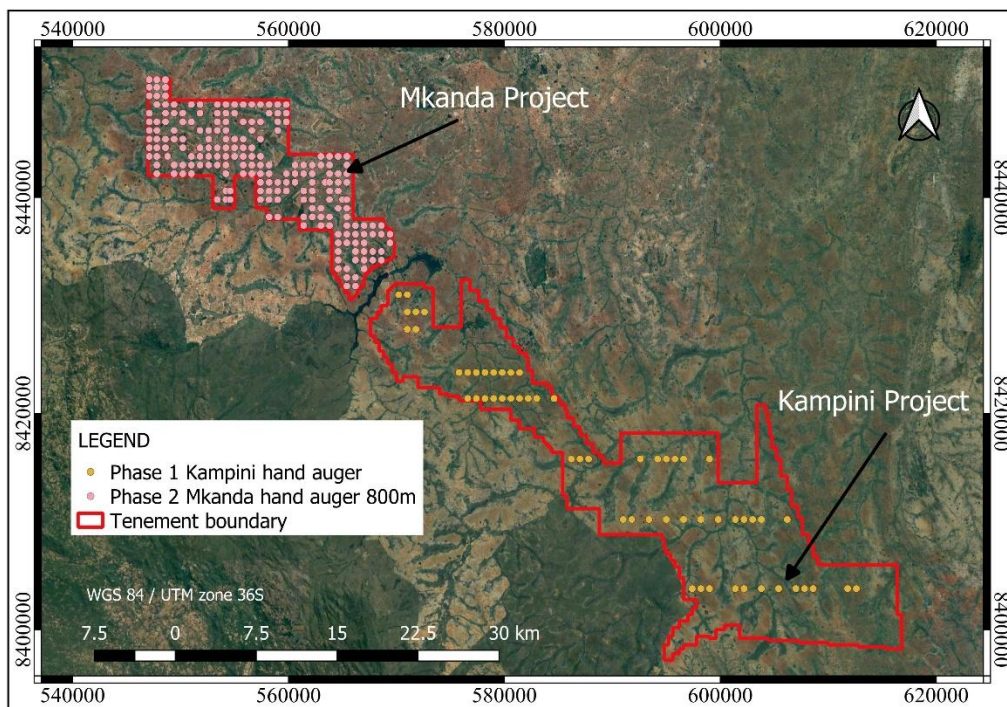 540000 560000 580000 600000 620000
Mkanda Project
8440000 8440000
Kampini Project
8420000 8420000
LEGEND
Phase 1 Kampini hand auger
Phase 2 Mkanda hand auger 800m
Tenement boundary
WGS 84 / UTM zone 36S
7.5 0 7.5 15 22.5 30 km
8400000 8400000
540000 560000 580000 600000 620000